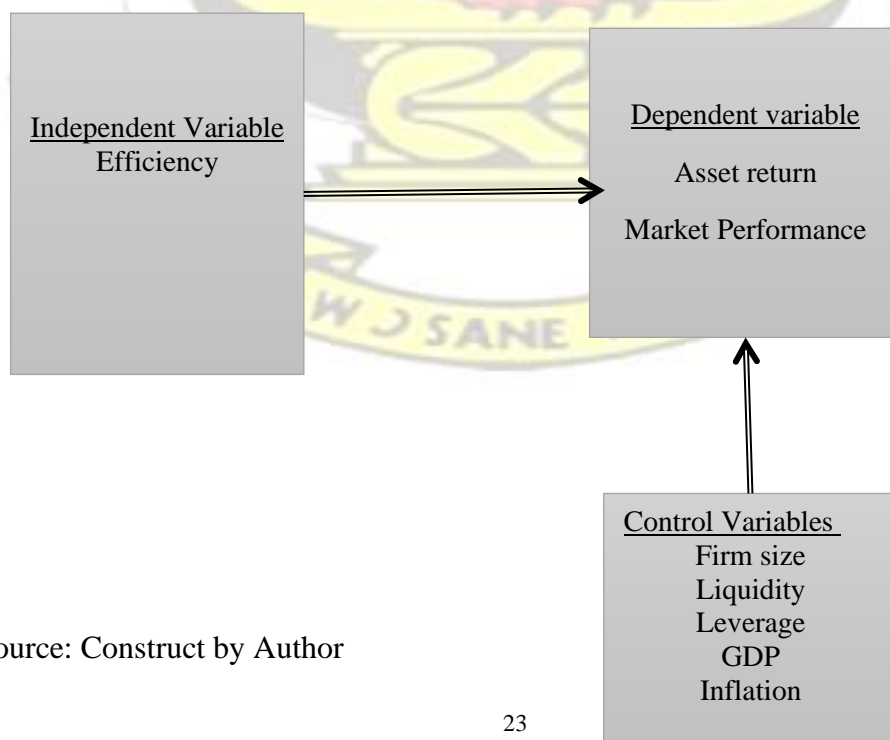 Independent Variable
Efficiency
Dependent variable
Asset return
Market Performance
W J SANE
Control Variables
Firm size
Liquidity
Leverage
GDP
Inflation
ource: Construct by Author
23